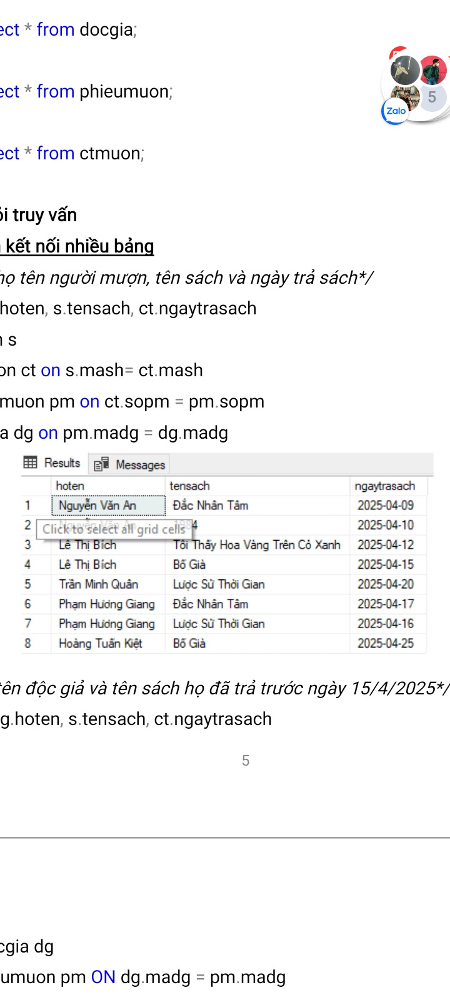 ect * from docgia;
Zalo
5
ect * from phieumuon;
ect * from ctmuon;
ỏi truy vấn
kết nối nhiều bảng
họ tên người mượn, tên sách và ngày trả sách*/
hoten, s.tensach, ct.ngaytrasach
n s
on ct on s.mash= ct.mash
muon pm on ct.sopm = pm.sopm
a dg on pm.madg = dg.madg
Results Messages
hoten tensach ngaytrasach
1 Nguyễn Văn An Đắc Nhân Tâm 2025-04-09
2 Nguyễn Văn An 1984 2025-04-10
Click to select all grid cells
3 Lê Thị Bích Tôi Thấy Hoa Vàng Trên Cỏ Xanh 2025-04-12
4 Lê Thị Bích Bố Già 2025-04-15
5 Trần Minh Quân Lược Sử Thời Gian 2025-04-20
6 Phạm Hương Giang Đắc Nhân Tâm 2025-04-17
7 Phạm Hương Giang Lược Sử Thời Gian 2025-04-16
8 Hoàng Tuấn Kiệt Bố Già 2025-04-25
tên độc giả và tên sách họ đã trả trước ngày 15/4/2025*/
g.hoten, s.tensach, ct.ngaytrasach
5
cgia dg
umuon pm ON dg.madg = pm.madg